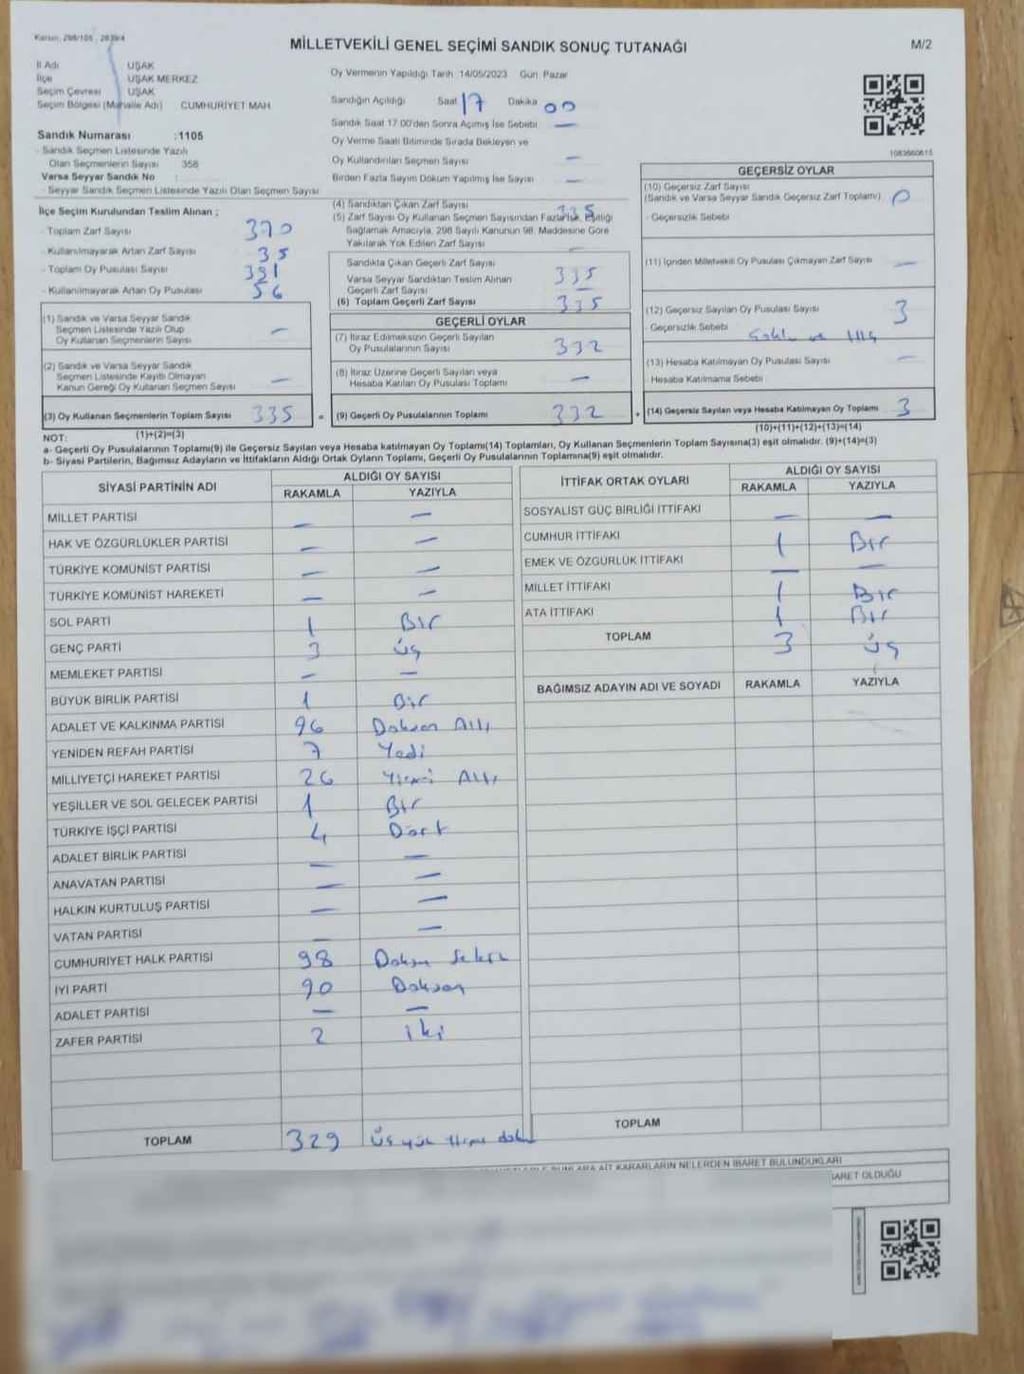 Kanun: 298/105 , 2839/4
MİLLETVEKİLİ GENEL SEÇİMİ SANDIK SONUÇ TUTANAĞI
M/2
İl Adı UŞAK
İlçe UŞAK MERKEZ
Seçim Çevresi UŞAK
Seçim Bölgesi (Mahalle Adı) CUMHURİYET MAH
Sandık Numarası :1105
- Sandık Seçmen Listesinde Yazılı
Olan Seçmenlerin Sayısı 358
Varsa Seyyar Sandık No :
- Seyyar Sandık Seçmen Listesinde Yazılı Olan Seçmen Sayısı
Oy Vermenin Yapıldığı Tarih :14/05/2023 Gün: Pazar
Sandığın Açıldığı Saat 17 Dakika 00
Sandık Saat 17:00'den Sonra Açılmış İse Sebebi —
Oy Verme Saati Bitiminde Sırada Bekleyen ve
Oy Kullandırılan Seçmen Sayısı —
Birden Fazla Sayım Döküm Yapılmış İse Sayısı —
1083660615
İlçe Seçim Kurulundan Teslim Alınan ;
- Toplam Zarf Sayısı 370
- Kullanılmayarak Artan Zarf Sayısı 35
- Toplam Oy Pusulası Sayısı 391
- Kullanılmayarak Artan Oy Pusulası 56
(1) Sandık ve Varsa Seyyar Sandık
Seçmen Listesinde Yazılı Olup
Oy Kullanan Seçmenlerin Sayısı —
(2) Sandık ve Varsa Seyyar Sandık
Seçmen Listesinde Kayıtlı Olmayan
Kanun Gereği Oy Kullanan Seçmen Sayısı —
(3) Oy Kullanan Seçmenlerin Toplam Sayısı 335
(1)+(2)=(3)
(4) Sandıktan Çıkan Zarf Sayısı 335
(5) Zarf Sayısı Oy Kullanan Seçmen Sayısından Fazla İse, Eşitliği
Sağlamak Amacıyla, 298 Sayılı Kanunun 98. Maddesine Göre
Yakılarak Yok Edilen Zarf Sayısı —
Sandıkta Çıkan Geçerli Zarf Sayısı 335
Varsa Seyyar Sandıktan Teslim Alınan
Geçerli Zarf Sayısı —
(6) Toplam Geçerli Zarf Sayısı 335
GEÇERLİ OYLAR
(7) İtiraz Edilmeksizin Geçerli Sayılan
Oy Pusulalarının Sayısı 332
(8) İtiraz Üzerine Geçerli Sayılan veya
Hesaba Katılan Oy Pusulası Toplamı —
= (9) Geçerli Oy Pusulalarının Toplamı 332
GEÇERSİZ OYLAR
(10) Geçersiz Zarf Sayısı
(Sandık ve Varsa Seyyar Sandık Geçersiz Zarf Toplamı) 0
- Geçersizlik Sebebi
(11) İçinden Milletvekili Oy Pusulası Çıkmayan Zarf Sayısı —
(12) Geçersiz Sayılan Oy Pusulası Sayısı 3
- Geçersizlik Sebebi
(13) Hesaba Katılmayan Oy Pusulası Sayısı —
- Hesaba Katılmama Sebebi
+ (14) Geçersiz Sayılan veya Hesaba Katılmayan Oy Toplamı 3
(10)+(11)+(12)+(13)=(14)
NOT:
a- Geçerli Oy Pusulalarının Toplamı(9) ile Geçersiz Sayılan veya Hesaba katılmayan Oy Toplamı(14) Toplamları, Oy Kullanan Seçmenlerin Toplam Sayısına(3) eşit olmalıdır. (9)+(14)=(3)
b- Siyasi Partilerin, Bağımsız Adayların ve İttifakların Aldığı Ortak Oyların Toplamı, Geçerli Oy Pusulalarının Toplamına(9) eşit olmalıdır.
SİYASİ PARTİNİN ADI ALDIĞI OY SAYISI
RAKAMLA YAZIYLA
MİLLET PARTİSİ — —
HAK VE ÖZGÜRLÜKLER PARTİSİ — —
TÜRKİYE KOMÜNİST PARTİSİ — —
TÜRKİYE KOMÜNİST HAREKETİ — —
SOL PARTİ 1 Bir
GENÇ PARTİ 3 Üç
MEMLEKET PARTİSİ — —
BÜYÜK BİRLİK PARTİSİ 1 Bir
ADALET VE KALKINMA PARTİSİ 96 Doksan Altı
YENİDEN REFAH PARTİSİ 7 Yedi
MİLLİYETÇİ HAREKET PARTİSİ 26 Yirmi Altı
YEŞİLLER VE SOL GELECEK PARTİSİ 1 Bir
TÜRKİYE İŞÇİ PARTİSİ 4 Dört
ADALET BİRLİK PARTİSİ — —
ANAVATAN PARTİSİ — —
HALKIN KURTULUŞ PARTİSİ — —
VATAN PARTİSİ — —
CUMHURİYET HALK PARTİSİ 98 Doksan Sekiz
İYİ PARTİ 90 Doksan
ADALET PARTİSİ — —
ZAFER PARTİSİ 2 iki
TOPLAM 329 Üç yüz Yirmi dokuz
İTTİFAK ORTAK OYLARI ALDIĞI OY SAYISI
RAKAMLA YAZIYLA
SOSYALİST GÜÇ BİRLİĞİ İTTİFAKI — —
CUMHUR İTTİFAKI 1 Bir
EMEK VE ÖZGÜRLÜK İTTİFAKI — —
MİLLET İTTİFAKI 1 Bir
ATA İTTİFAKI 1 Bir
TOPLAM 3 Üç
BAĞIMSIZ ADAYIN ADI VE SOYADI RAKAMLA YAZIYLA
TOPLAM
AİT KARARLARIN NELERDEN İBARET BULUNDUKLARI
OLDUĞU